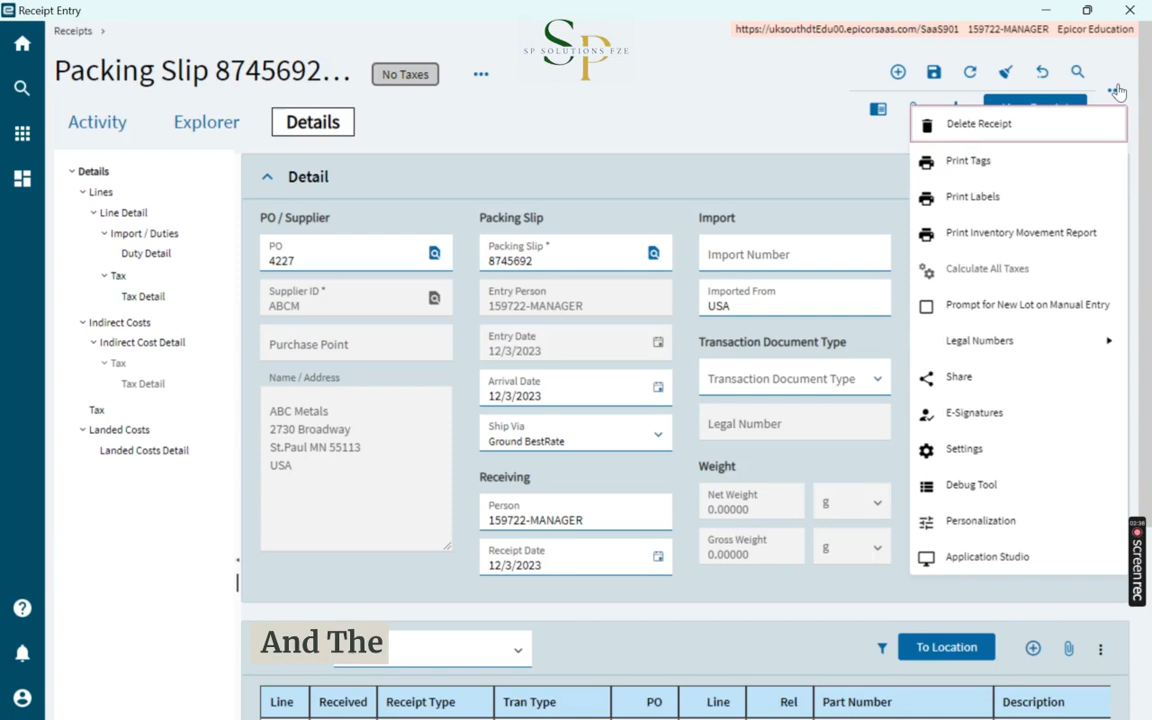 Receipt Entry
Receipts
https://uksouthdtEdu00.epicorsaas.com/SaaS901 159722-MANAGER Epicor Education
SP
SP SOLUTIONS FZE
Packing Slip 8745692...
No Taxes
Activity
Explorer
Details
Details
Lines
Line Detail
Import / Duties
Duty Detail
Tax
Tax Detail
Indirect Costs
Indirect Cost Detail
Tax
Tax Detail
Tax
Landed Costs
Landed Costs Detail
Detail
PO / Supplier
PO
4227
Supplier ID *
ABCM
Purchase Point
Name / Address
ABC Metals
2730 Broadway
St.Paul MN 55113
USA
Packing Slip
Packing Slip *
8745692
Entry Person
159722-MANAGER
Entry Date
12/3/2023
Arrival Date
12/3/2023
Ship Via
Ground BestRate
Receiving
Person
159722-MANAGER
Receipt Date
12/3/2023
Import
Import Number
Imported From
USA
Transaction Document Type
Transaction Document Type
Legal Number
Weight
Net Weight
0.00000
g
Gross Weight
0.00000
g
Delete Receipt
Print Tags
Print Labels
Print Inventory Movement Report
Calculate All Taxes
Prompt for New Lot on Manual Entry
Legal Numbers
Share
E-Signatures
Settings
Debug Tool
Personalization
Application Studio
screen rec
And The
To Location
Line Received Receipt Type Tran Type PO Line Rel Part Number Description